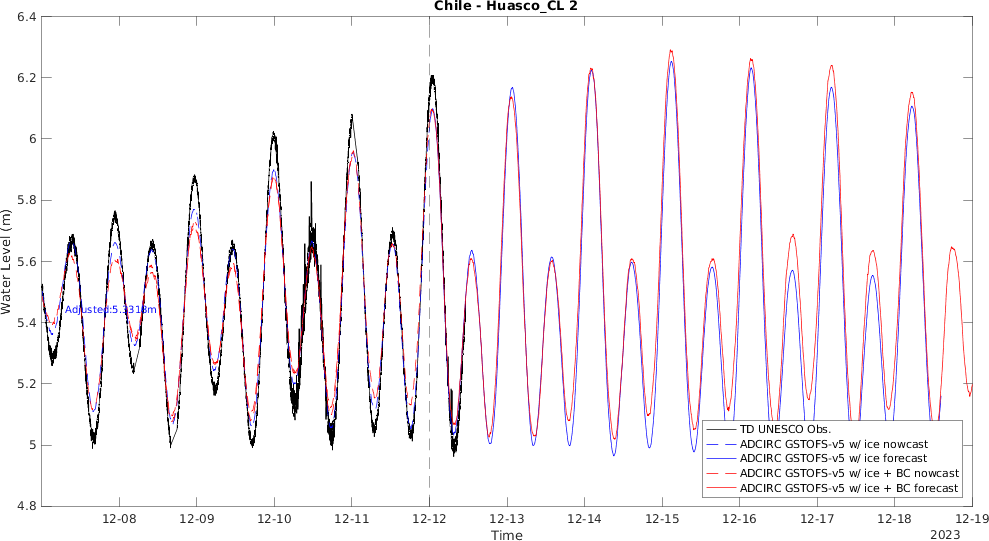 Chile - Huasco_CL 2
6.4
6.2
6
5.8
5.6
5.4
5.2
5
4.8
Water Level (m)
Adjusted:5.3313m
TD UNESCO Obs.
ADCIRC GSTOFS-v5 w/ ice nowcast
ADCIRC GSTOFS-v5 w/ ice forecast
ADCIRC GSTOFS-v5 w/ ice + BC nowcast
ADCIRC GSTOFS-v5 w/ ice + BC forecast
12-08 12-09 12-10 12-11 12-12 12-13 12-14 12-15 12-16 12-17 12-18 12-19
Time
2023